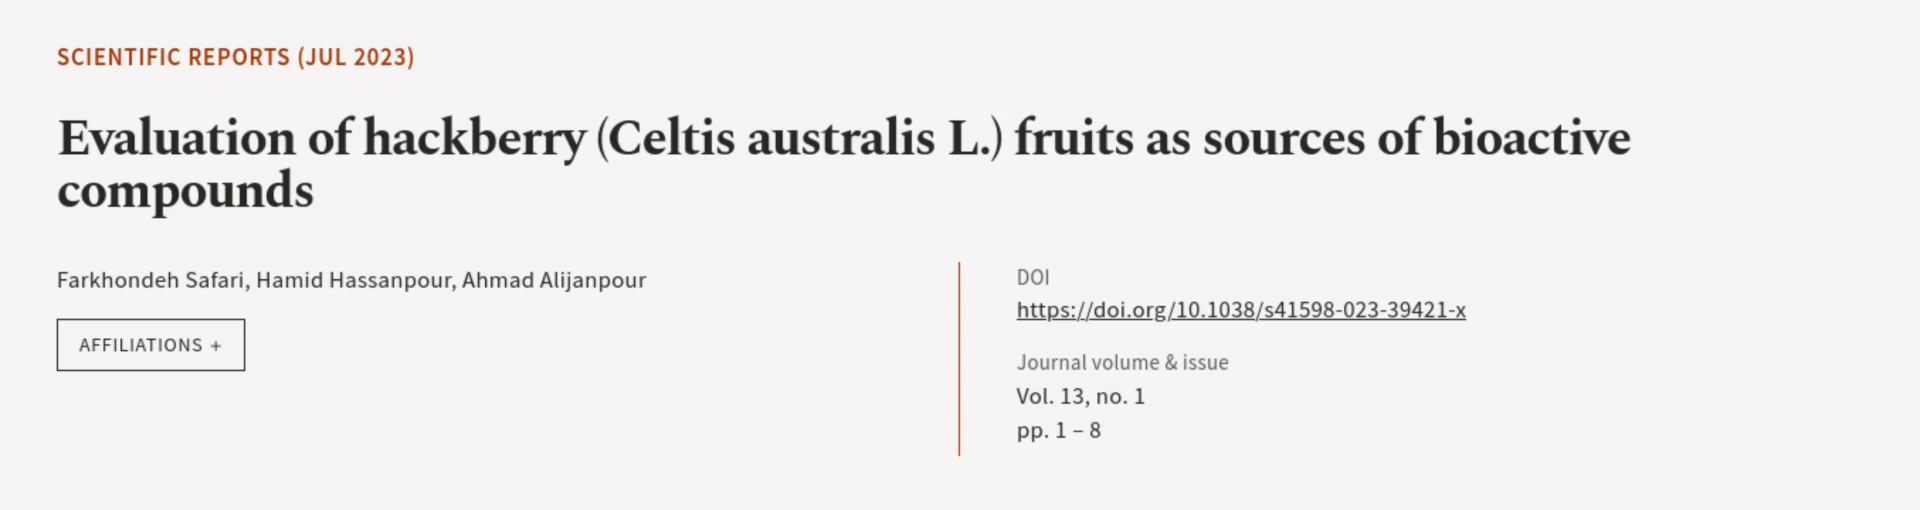 SCIENTIFIC REPORTS (JUL 2023)
Evaluation of hackberry (Celtis australis L.) fruits as sources of bioactive
compounds
Farkhondeh Safari, Hamid Hassanpour, Ahmad Alijanpour
AFFILIATIONS +
DOI
https://doi.org/10.1038/s41598-023-39421-x
Journal volume & issue
Vol. 13, no. 1
pp. 1 – 8